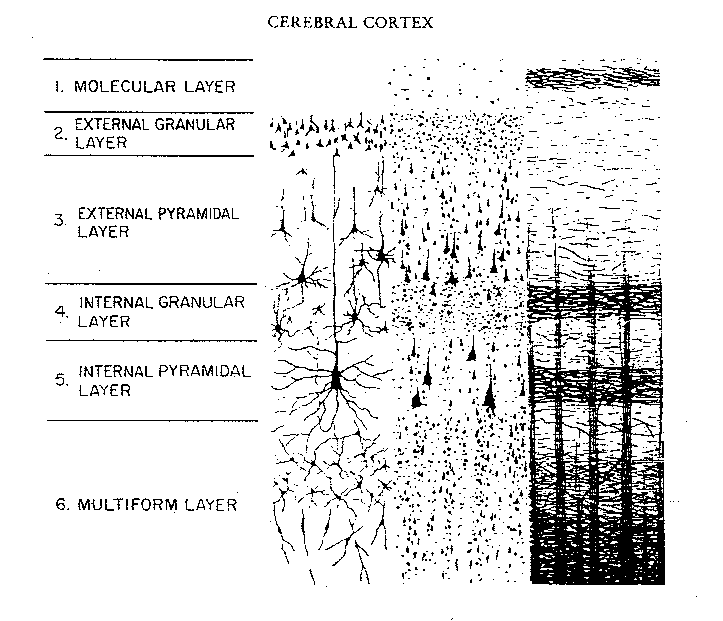 CEREBRAL CORTEX
1. MOLECULAR LAYER
2. EXTERNAL GRANULAR
LAYER
3. EXTERNAL PYRAMIDAL
LAYER
4. INTERNAL GRANULAR
LAYER
5. INTERNAL PYRAMIDAL
LAYER
6. MULTIFORM LAYER